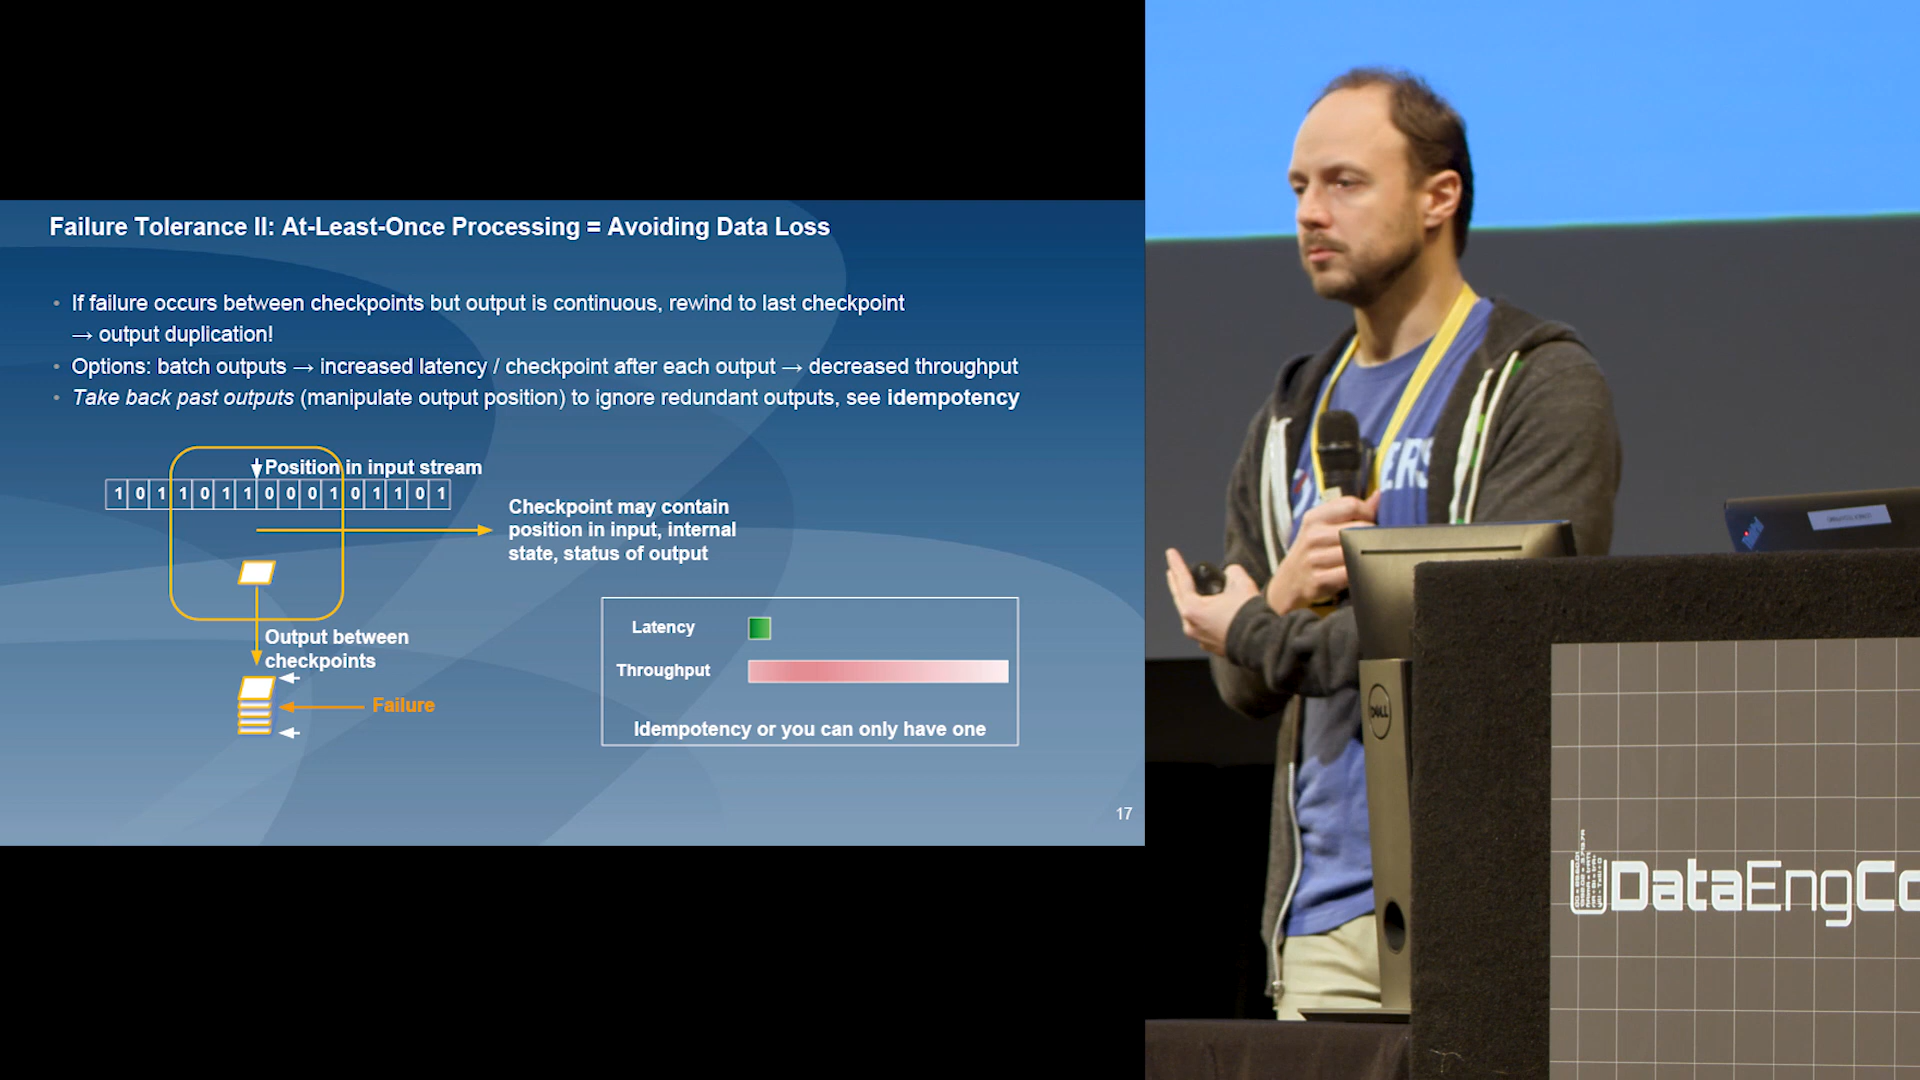 Failure Tolerance II: At-Least-Once Processing = Avoiding Data Loss
• If failure occurs between checkpoints but output is continuous, rewind to last checkpoint
→ output duplication!
• Options: batch outputs → increased latency / checkpoint after each output → decreased throughput
• Take back past outputs (manipulate output position) to ignore redundant outputs, see idempotency
Position in input stream
1 0 1 1 0 1 1 0 0 0 1 0 1 1 0 1
Checkpoint may contain
position in input, internal
state, status of output
Output between
checkpoints
Failure
Latency
Throughput
Idempotency or you can only have one
17
ERS
DELL
DataEngCo